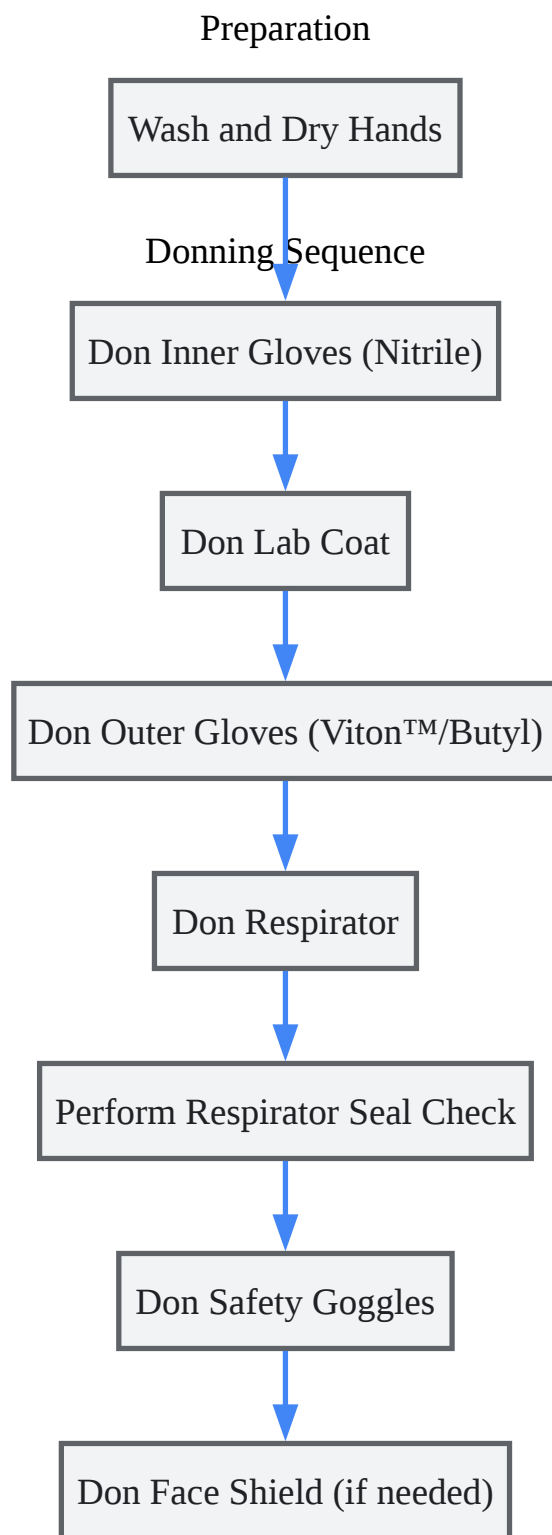 Preparation
Wash and Dry Hands
Donning Sequence
Don Inner Gloves (Nitrile)
Don Lab Coat
Don Outer Gloves (Viton™/Butyl)
Don Respirator
Perform Respirator Seal Check
Don Safety Goggles
Don Face Shield (if needed)